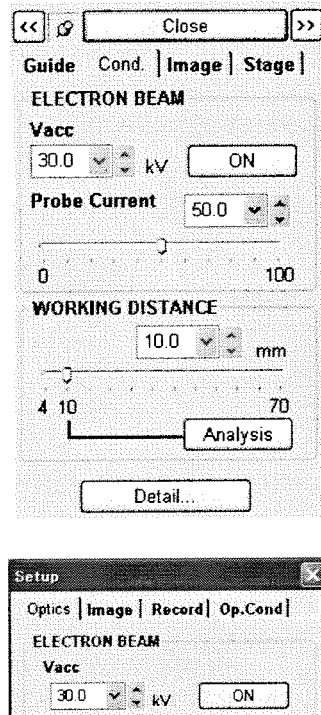 << Close >>
Guide Cond. Image Stage
ELECTRON BEAM
Vacc
30.0 kV ON
Probe Current 50.0
0 100
WORKING DISTANCE
10.0 mm
4 10 70
Analysis
Detail...
Setup
Optics Image Record Op.Cond
ELECTRON BEAM
Vacc
30.0 kV ON